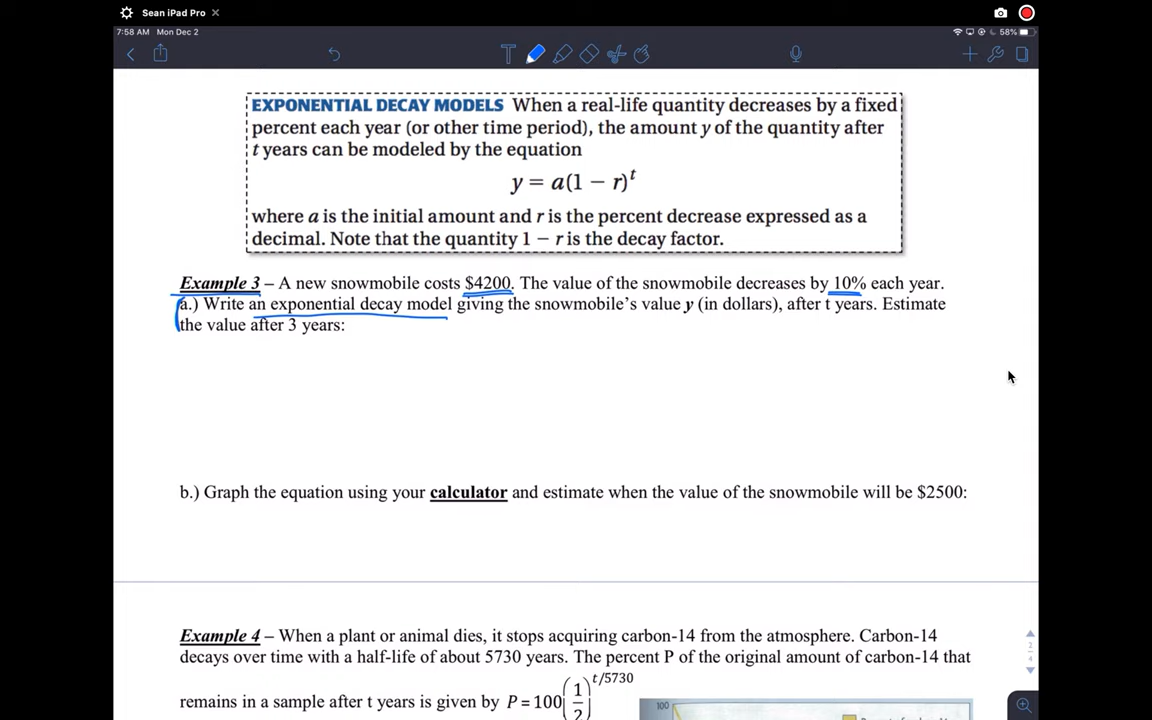 Sean iPad Pro ×
7:58 AM Mon Dec 2
58%
T
EXPONENTIAL DECAY MODELS When a real-life quantity decreases by a fixed
percent each year (or other time period), the amount y of the quantity after
t years can be modeled by the equation
y = a(1 − r)^t
where a is the initial amount and r is the percent decrease expressed as a
decimal. Note that the quantity 1 − r is the decay factor.
Example 3 – A new snowmobile costs $4200. The value of the snowmobile decreases by 10% each year.
a.) Write an exponential decay model giving the snowmobile's value y (in dollars), after t years. Estimate
the value after 3 years:
b.) Graph the equation using your calculator and estimate when the value of the snowmobile will be $2500:
2
4
Example 4 – When a plant or animal dies, it stops acquiring carbon-14 from the atmosphere. Carbon-14
decays over time with a half-life of about 5730 years. The percent P of the original amount of carbon-14 that
remains in a sample after t years is given by P = 100(1/2)^t/5730
100